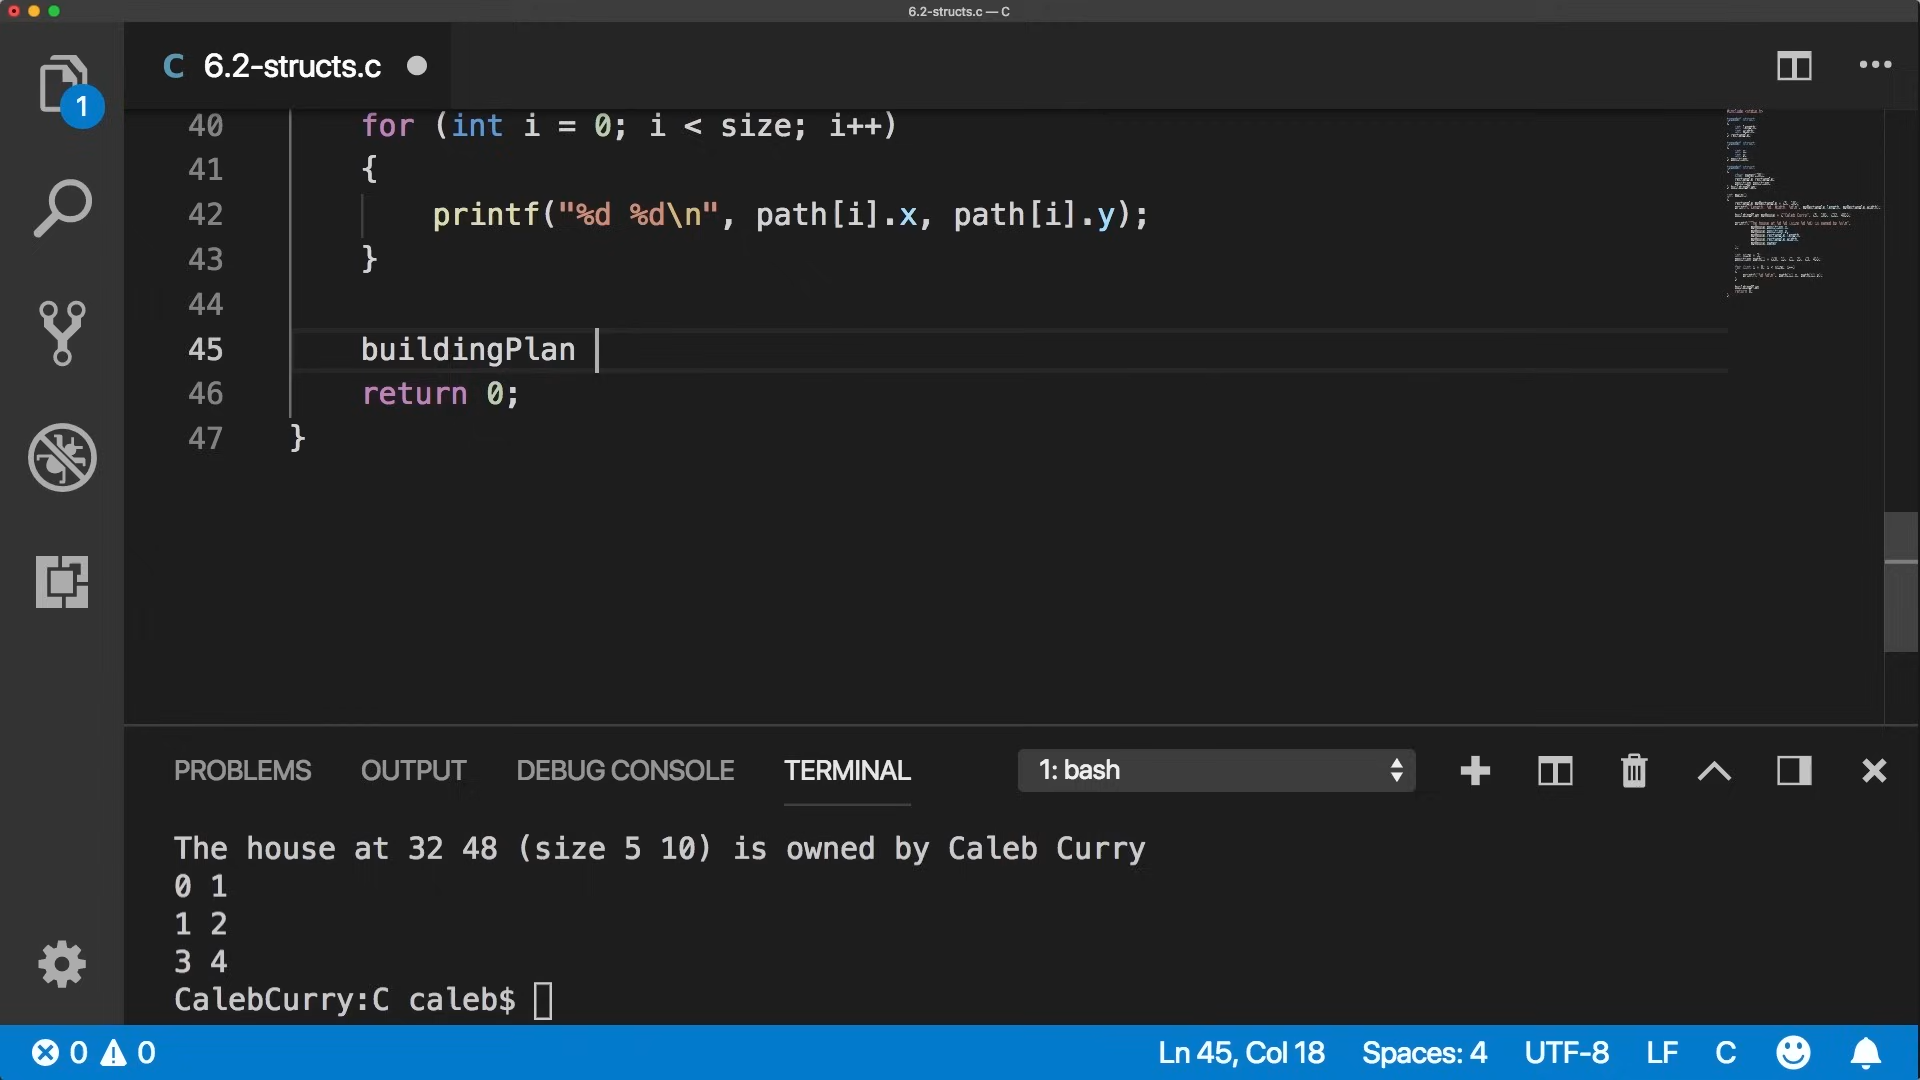 6.2-structs.c — C
C 6.2-structs.c
1
40 for (int i = 0; i < size; i++)
41 {
42 printf("%d %d\n", path[i].x, path[i].y);
43 }
44
45 buildingPlan
46 return 0;
47 }
PROBLEMS OUTPUT DEBUG CONSOLE TERMINAL 1: bash
The house at 32 48 (size 5 10) is owned by Caleb Curry
0 1
1 2
3 4
CalebCurry:C caleb$
0 0 Ln 45, Col 18 Spaces: 4 UTF-8 LF C